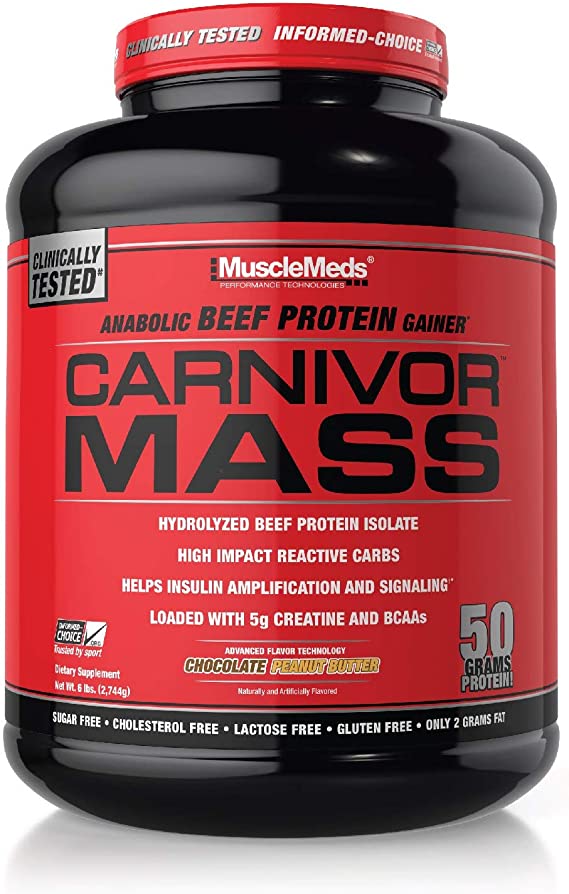 CLINICALLY TESTED INFORMED-CHOICE
CLINICALLY
TESTED#
MuscleMeds®
PERFORMANCE TECHNOLOGIES
ANABOLIC BEEF PROTEIN GAINER*
CARNIVOR™
MASS
HYDROLYZED BEEF PROTEIN ISOLATE
HIGH IMPACT REACTIVE CARBS
HELPS INSULIN AMPLIFICATION AND SIGNALING*
LOADED WITH 5g CREATINE AND BCAAs
50
GRAMS
PROTEIN!
INFORMED-
CHOICE
.ORG
Trusted by sport
ADVANCED FLAVOR TECHNOLOGY
CHOCOLATE PEANUT BUTTER
Naturally and Artificially Flavored
Dietary Supplement
Net Wt. 6 lbs. (2,744g)
SUGAR FREE • CHOLESTEROL FREE • LACTOSE FREE • GLUTEN FREE • ONLY 2 GRAMS FAT